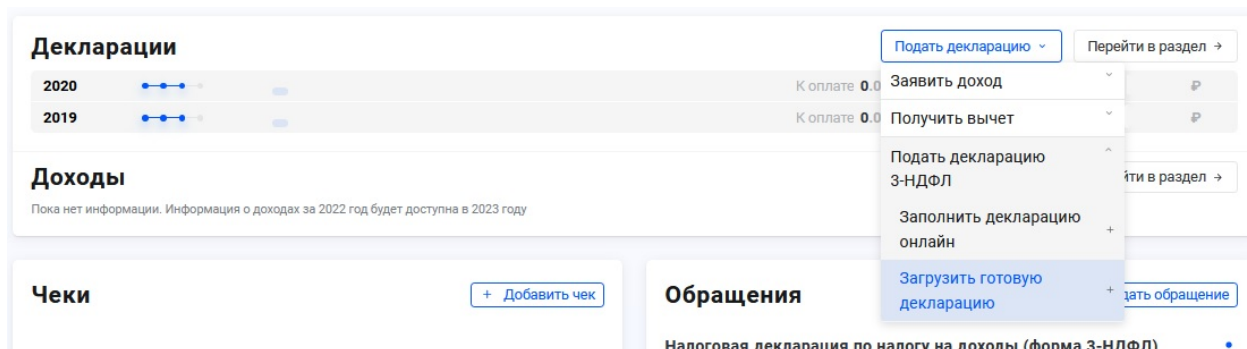 Декларации
Подать декларацию
Перейти в раздел →
2020
К оплате 0.0
₽
2019
К оплате 0.0
₽
Заявить доход
Получить вычет
Подать декларацию
3-НДФЛ
Заполнить декларацию
онлайн
+
Загрузить готовую
декларацию
+
Доходы
йти в раздел →
Пока нет информации. Информация о доходах за 2022 год будет доступна в 2023 году
Чеки
+ Добавить чек
Обращения
дать обращение
Налоговая декларация по налогу на доходы (форма 3-НДФЛ)